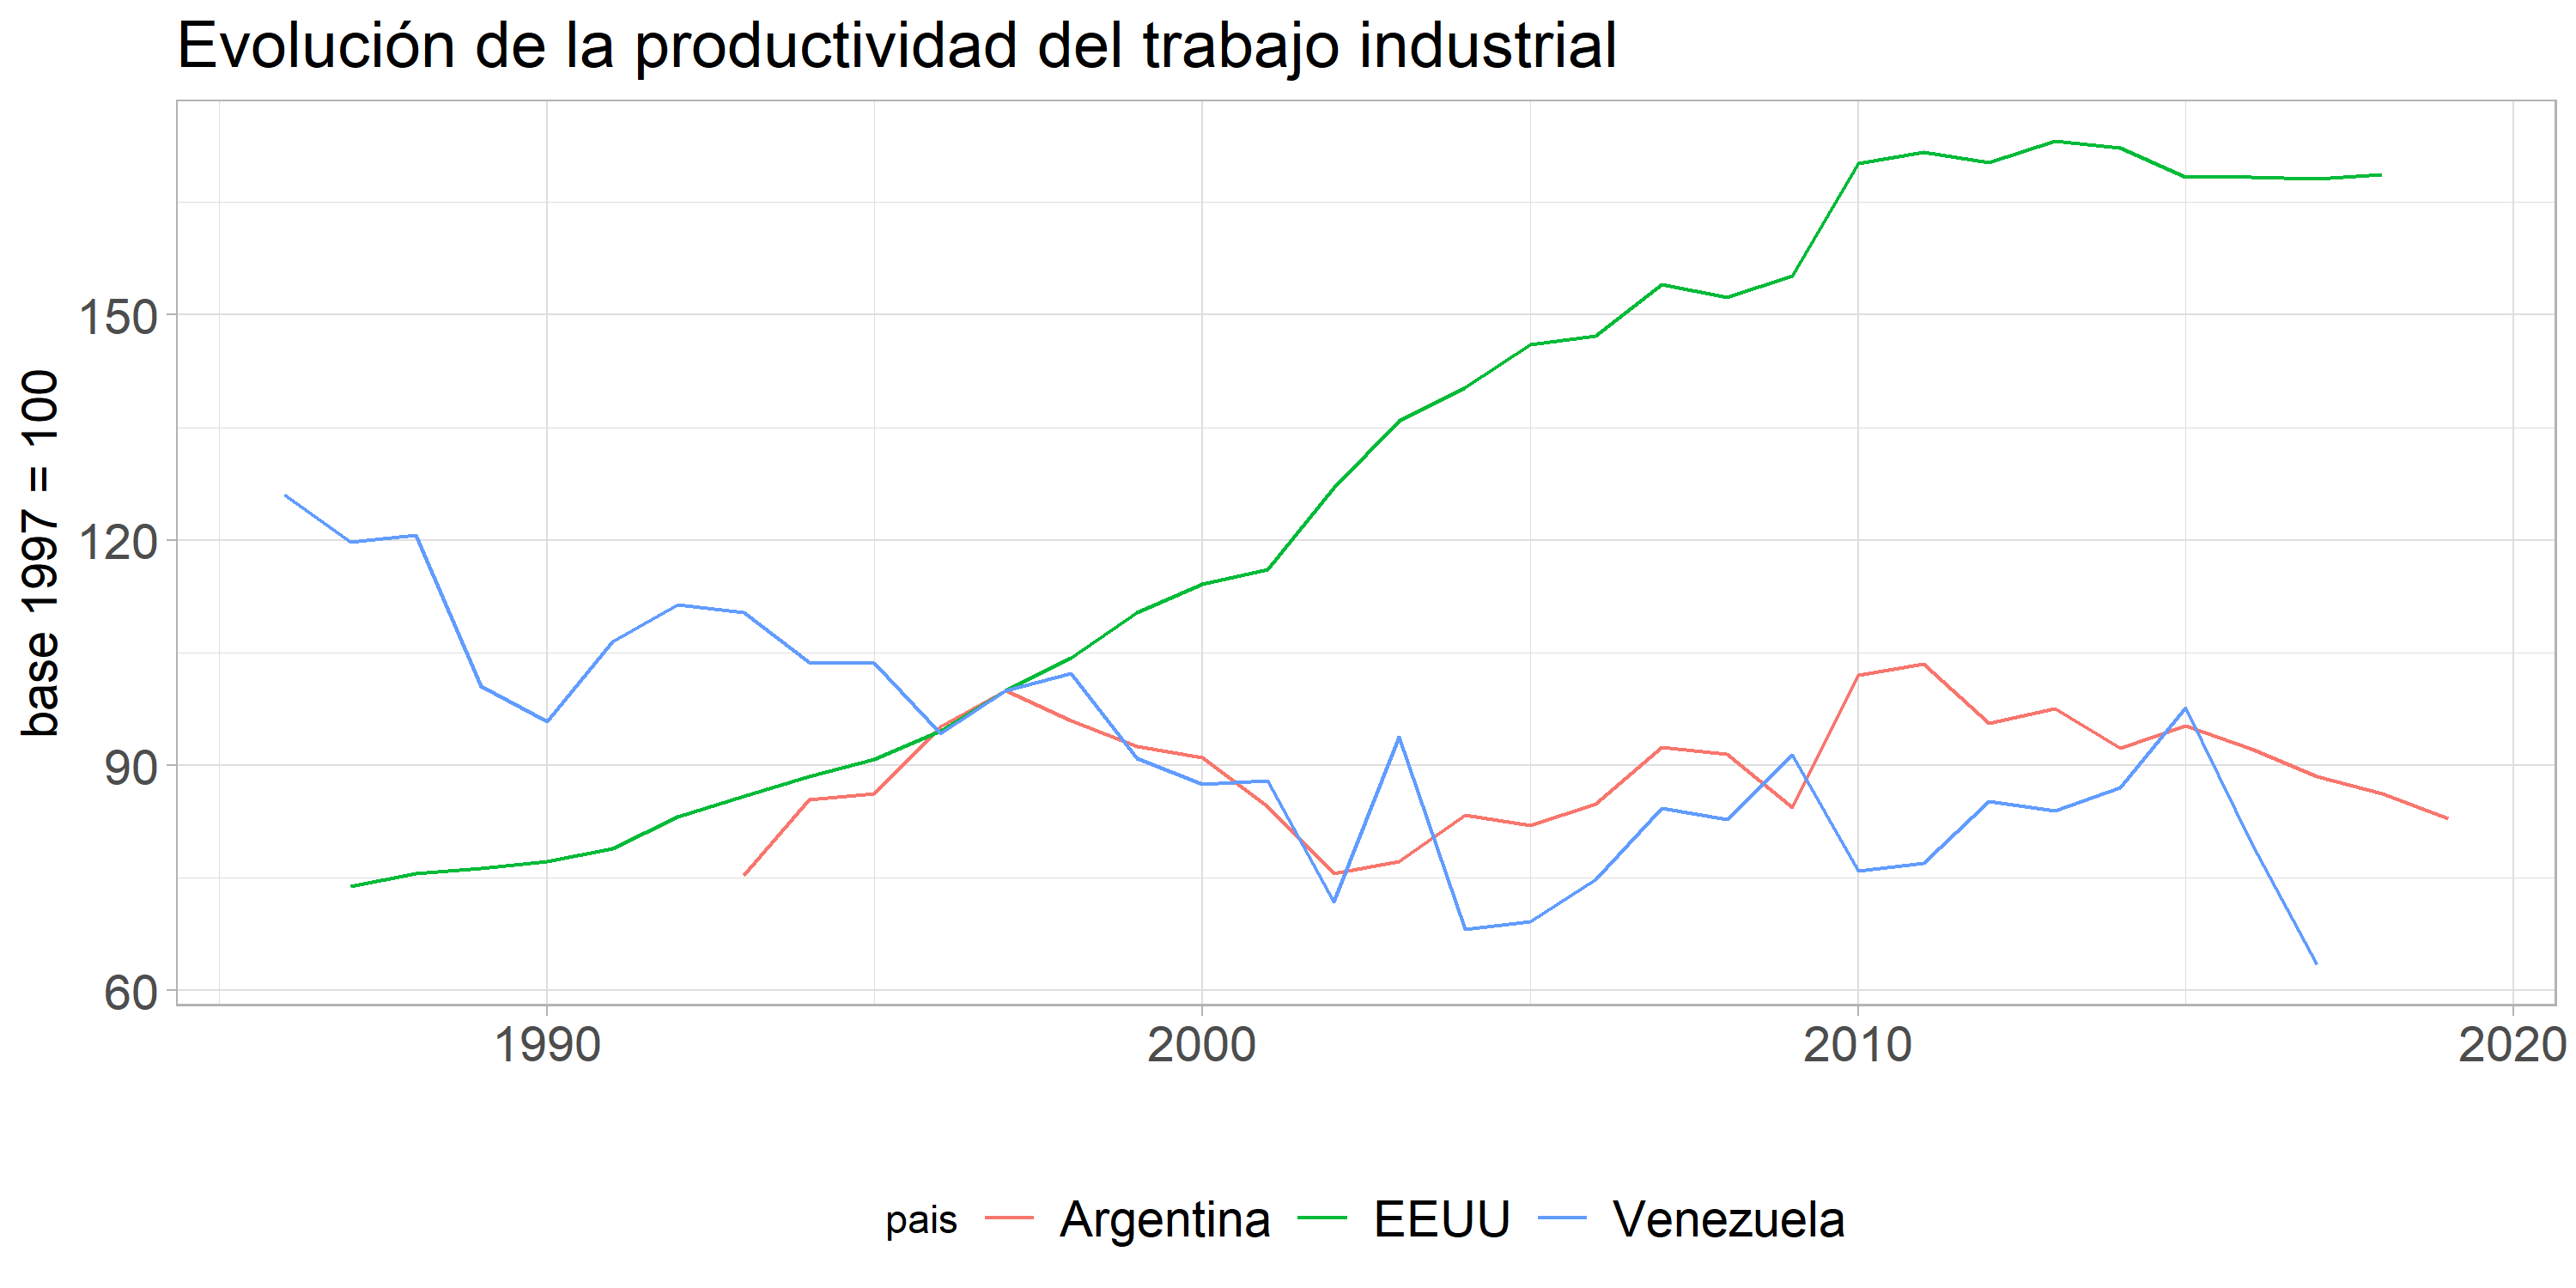 Evolución de la productividad del trabajo industrial
base 1997 = 100
150
120
90
60
1990 2000 2010 2020
pais Argentina EEUU Venezuela